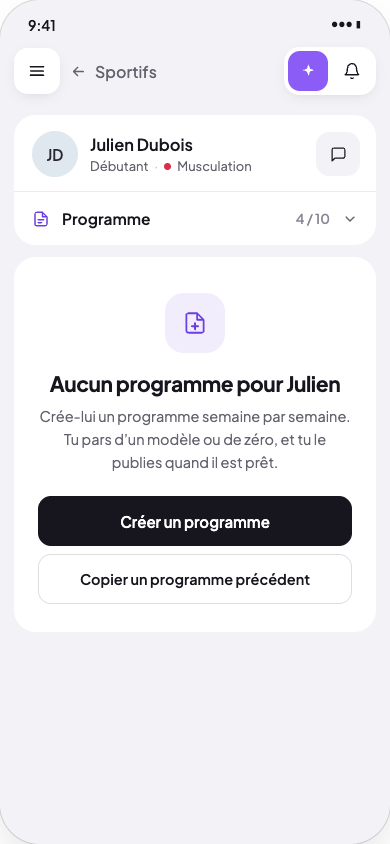 9:41
Sportifs
JD
Julien Dubois
Débutant · Musculation
Programme
4 / 10
Aucun programme pour Julien
Crée-lui un programme semaine par semaine.
Tu pars d'un modèle ou de zéro, et tu le
publies quand il est prêt.
Créer un programme
Copier un programme précédent